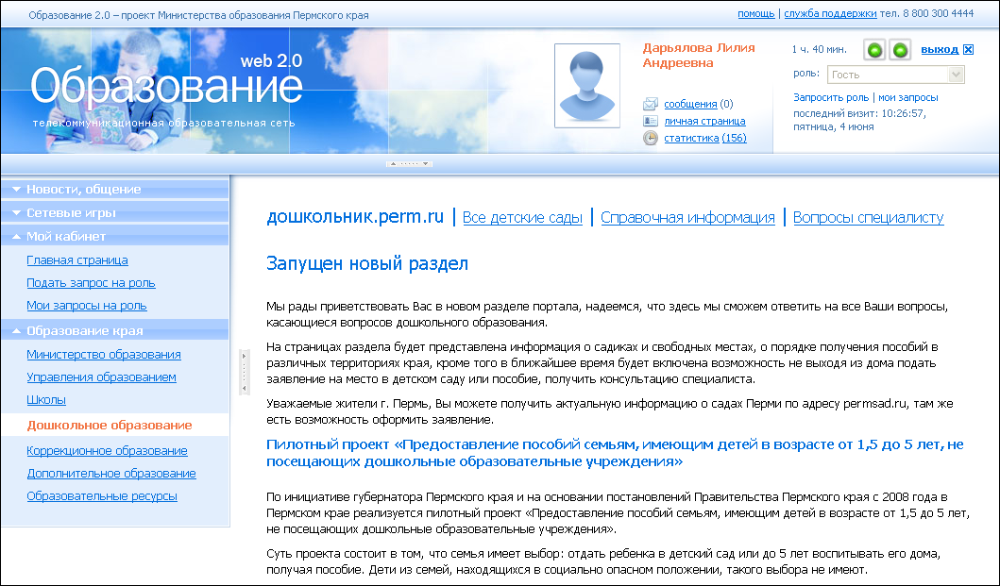 Образование 2.0 – проект Министерства образования Пермского края
помощь | служба поддержки тел. 8 800 300 4444
web 2.0
Образование
телекоммуникационная образовательная сеть
Дарьялова Лилия
Андреевна
сообщения (0)
личная страница
статистика (156)
1 ч. 40 мин.
выход
роль: Гость
Запросить роль | мои запросы
последний визит: 10:26:57,
пятница, 4 июня
Новости, общение
Сетевые игры
Мой кабинет
Главная страница
Подать запрос на роль
Мои запросы на роль
Образование края
Министерство образования
Управления образованием
Школы
Дошкольное образование
Коррекционное образование
Дополнительное образование
Образовательные ресурсы
дошкольник.perm.ru | Все детские сады | Справочная информация | Вопросы специалисту
Запущен новый раздел
Мы рады приветствовать Вас в новом разделе портала, надеемся, что здесь мы сможем ответить на все Ваши вопросы,
касающиеся вопросов дошкольного образования.
На страницах раздела будет представлена информация о садиках и свободных местах, о порядке получения пособий в
различных территориях края, кроме того в ближайшее время будет включена возможность не выходя из дома подать
заявление на место в детском саду или пособие, получить консультацию специалиста.
Уважаемые жители г. Пермь, Вы можете получить актуальную информацию о садах Перми по адресу permsad.ru, там же
есть возможность оформить заявление.
Пилотный проект «Предоставление пособий семьям, имеющим детей в возрасте от 1,5 до 5 лет, не
посещающих дошкольные образовательные учреждения»
По инициативе губернатора Пермского края и на основании постановлений Правительства Пермского края с 2008 года в
Пермском крае реализуется пилотный проект «Предоставление пособий семьям, имеющим детей в возрасте от 1,5 до 5 лет,
не посещающих дошкольные образовательные учреждения».
Суть проекта состоит в том, что семья имеет выбор: отдать ребенка в детский сад или до 5 лет воспитывать его дома,
получая пособие. Дети из семей, находящихся в социально опасном положении, такого выбора не имеют.